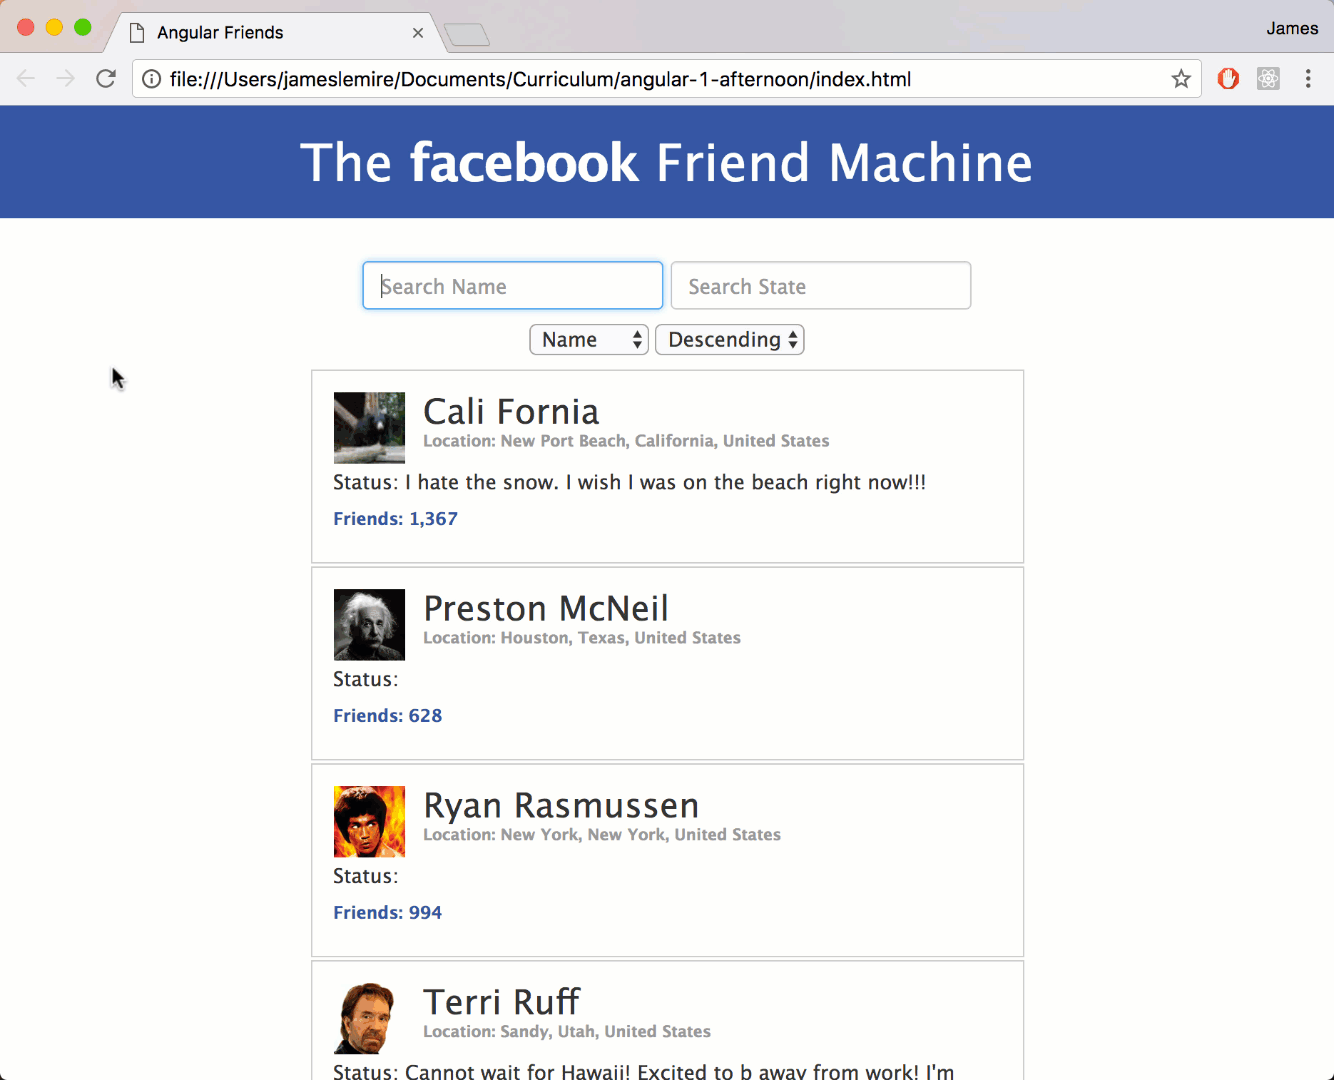 Angular Friends
James
file:///Users/jameslemire/Documents/Curriculum/angular-1-afternoon/index.html
The facebook Friend Machine
Search Name
Search State
Name
Descending
Cali Fornia
Location: New Port Beach, California, United States
Status: I hate the snow. I wish I was on the beach right now!!!
Friends: 1,367
Preston McNeil
Location: Houston, Texas, United States
Status:
Friends: 628
Ryan Rasmussen
Location: New York, New York, United States
Status:
Friends: 994
Terri Ruff
Location: Sandy, Utah, United States
Status: Cannot wait for Hawaii! Excited to b away from work! I'm